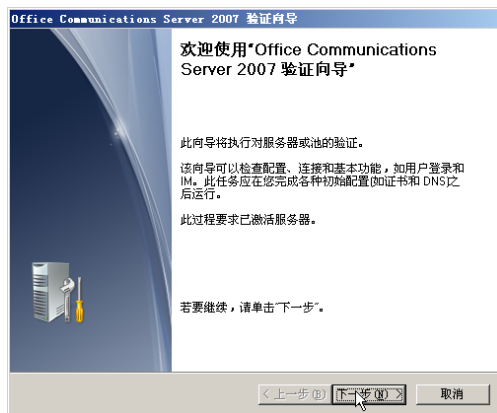 Office Communications Server 2007 验证向导
欢迎使用"Office Communications
Server 2007 验证向导"
此向导将执行对服务器或池的验证。
该向导可以检查配置、连接和基本功能，如用户登录和
IM。此任务应在您完成各种初始配置(如证书和 DNS)之
后运行。
此过程要求已激活服务器。
若要继续，请单击"下一步"。
< 上一步(B) 下一步(N) > 取消